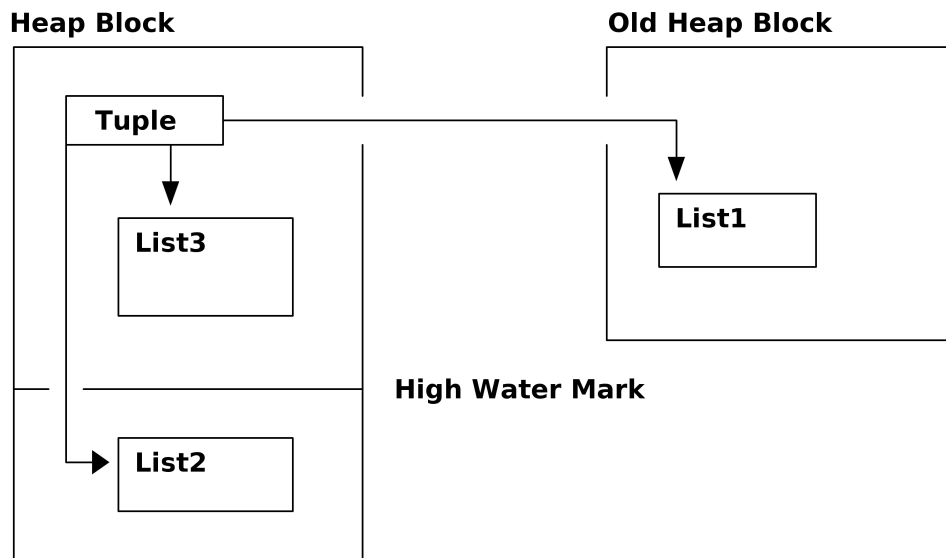 Heap Block
Old Heap Block
Tuple
List1
List3
High Water Mark
List2